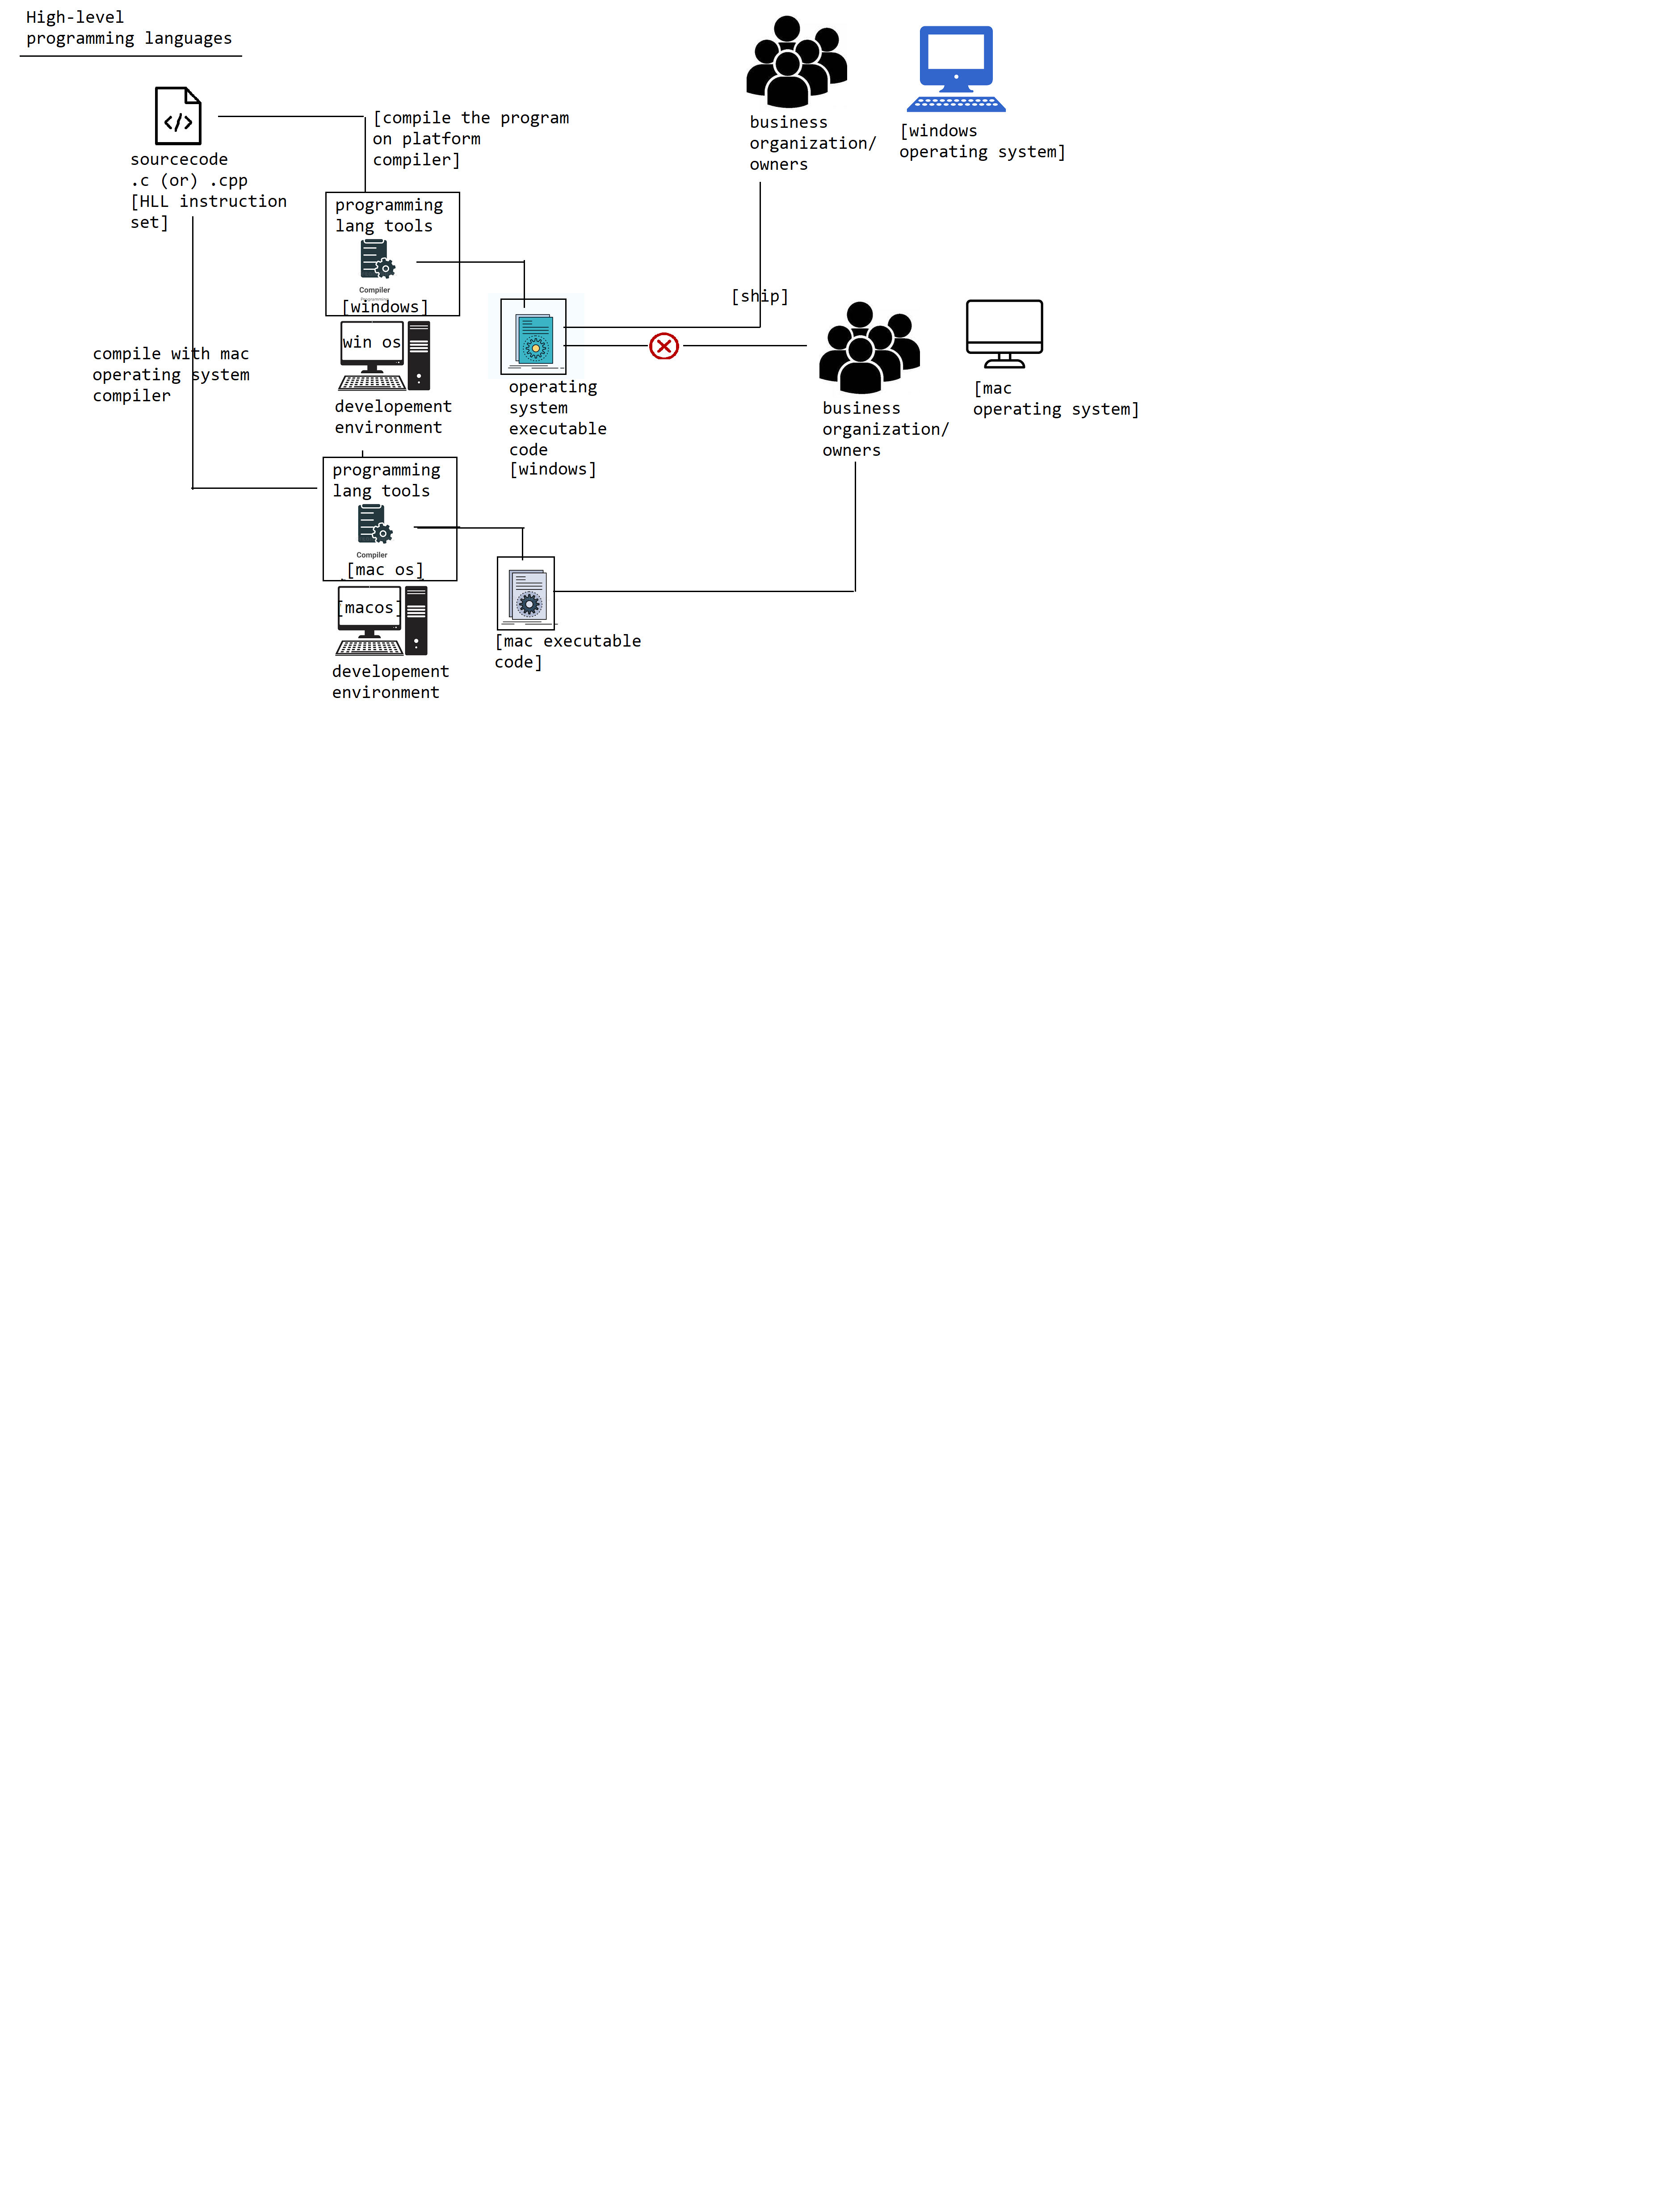 High-level
programming languages
sourcecode
.c (or) .cpp
[HLL instruction
set]
[compile the program
on platform
compiler]
programming
lang tools
Compiler
[windows]
win os
developement
environment
compile with mac
operating system
compiler
programming
lang tools
Compiler
[mac os]
[macos]
developement
environment
operating
system
executable
code
[windows]
[mac executable
code]
[ship]
business
organization/
owners
[windows
operating system]
business
organization/
owners
[mac
operating system]